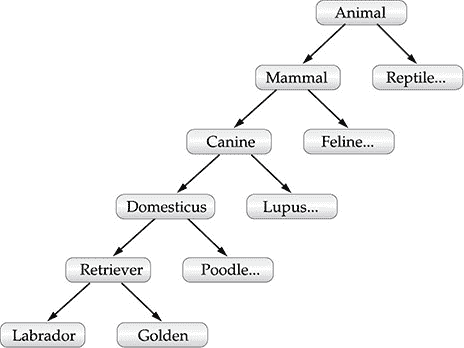 Animal
Mammal
Reptile...
Canine
Feline...
Domesticus
Lupus...
Retriever
Poodle...
Labrador
Golden